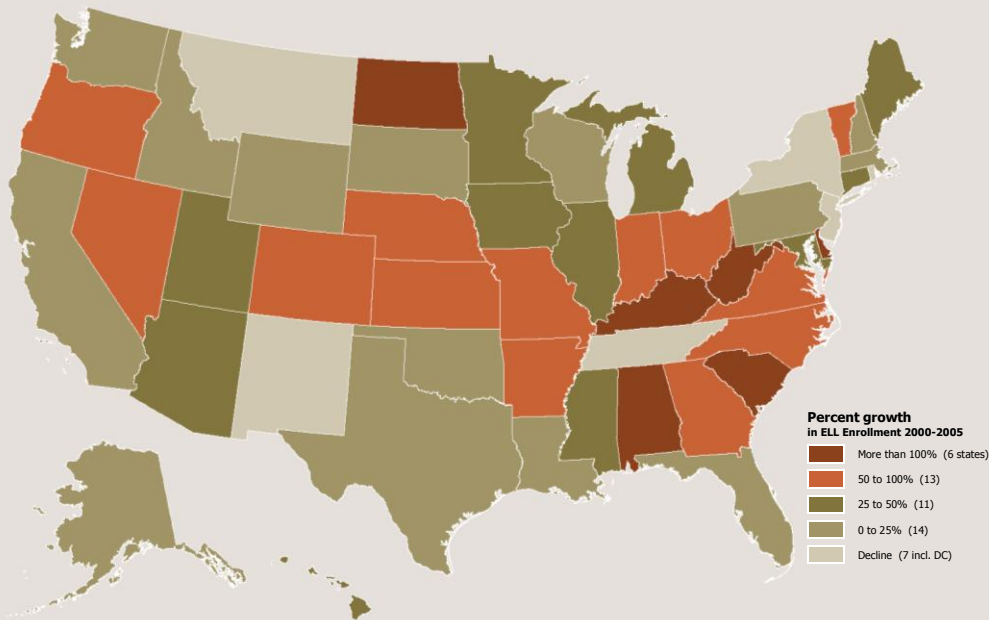 Percent growth
in ELL Enrollment 2000-2005
More than 100% (6 states)
50 to 100% (13)
25 to 50% (11)
0 to 25% (14)
Decline (7 incl. DC)